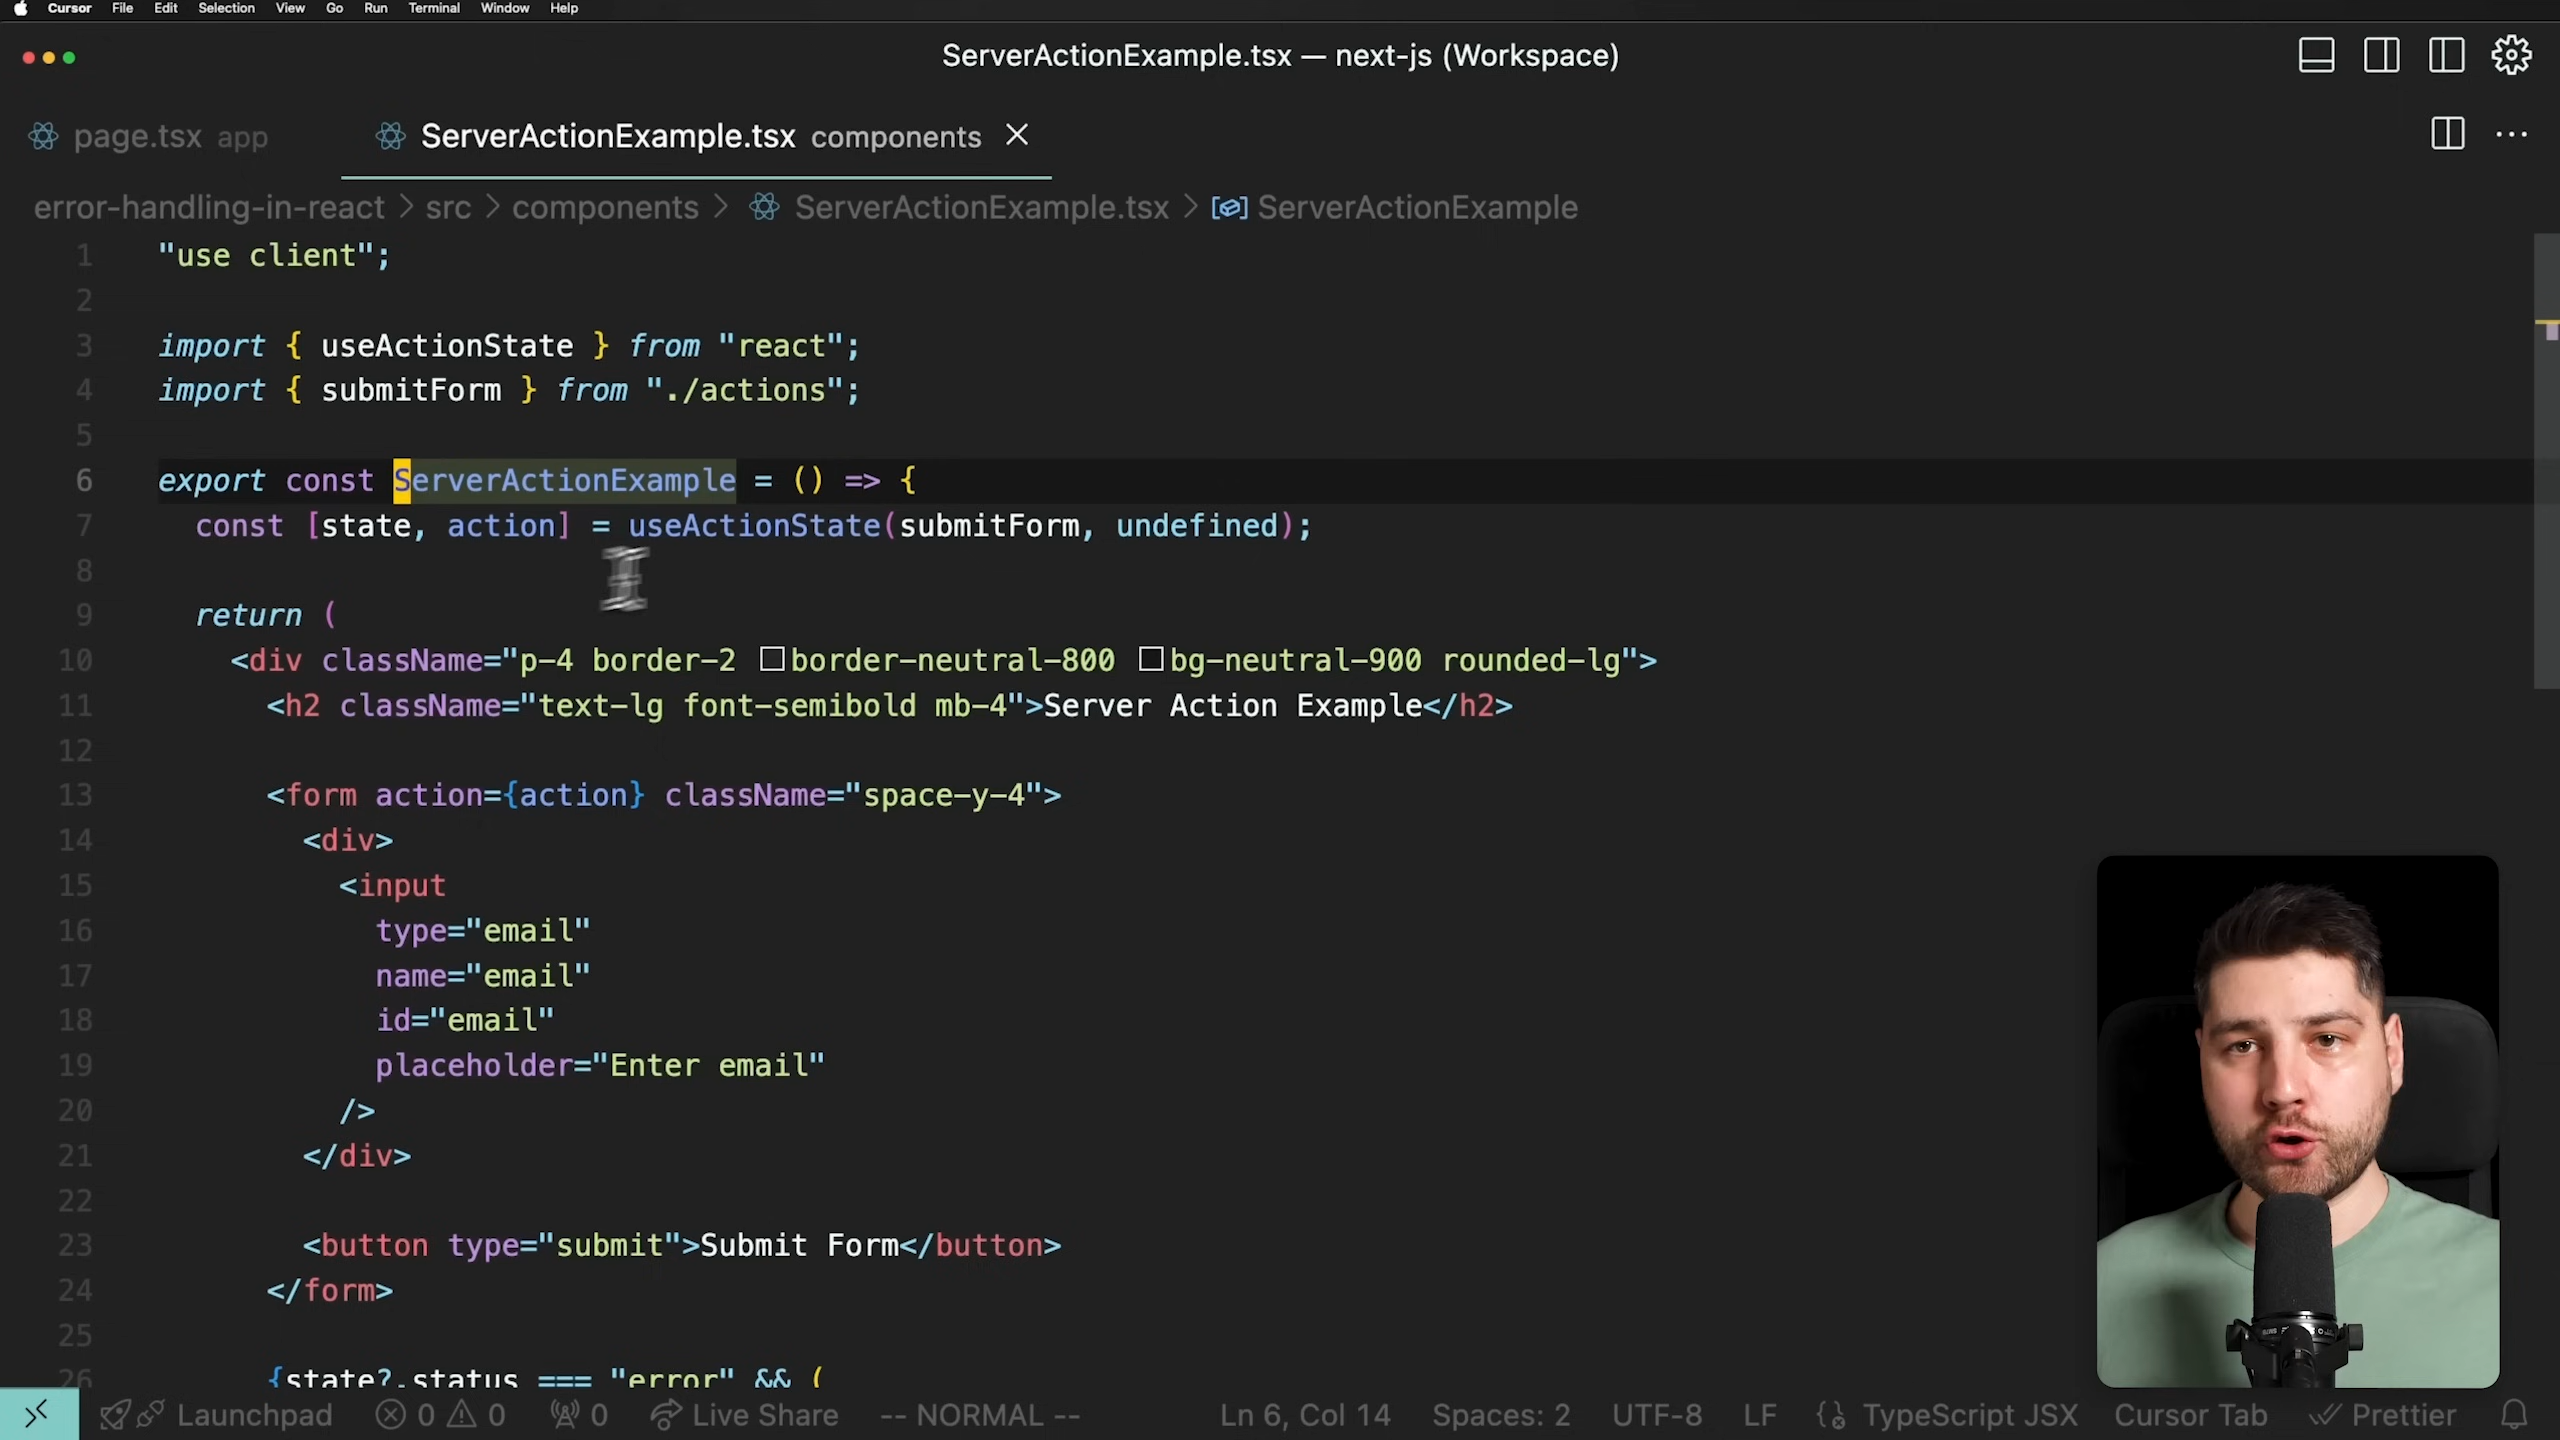 Cursor File Edit Selection View Go Run Terminal Window Help
ServerActionExample.tsx — next-js (Workspace)
page.tsx app ServerActionExample.tsx components
error-handling-in-react > src > components > ServerActionExample.tsx > ServerActionExample
1 "use client";
2
3 import { useActionState } from "react";
4 import { submitForm } from "./actions";
5
6 export const ServerActionExample = () => {
7 const [state, action] = useActionState(submitForm, undefined);
8
9 return (
10 <div className="p-4 border-2 border-neutral-800 bg-neutral-900 rounded-lg">
11 <h2 className="text-lg font-semibold mb-4">Server Action Example</h2>
12
13 <form action={action} className="space-y-4">
14 <div>
15 <input
16 type="email"
17 name="email"
18 id="email"
19 placeholder="Enter email"
20 />
21 </div>
22
23 <button type="submit">Submit Form</button>
24 </form>
25
26 {state?.status === "error" && (
Launchpad 0 0 0 Live Share -- NORMAL -- Ln 6, Col 14 Spaces: 2 UTF-8 LF TypeScript JSX Cursor Tab Prettier